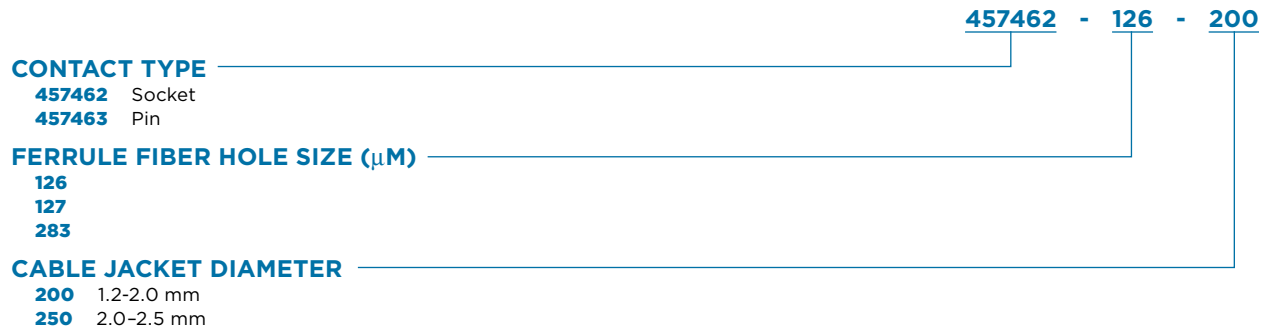 457462 - 126 - 200
CONTACT TYPE
457462 Socket
457463 Pin
FERRULE FIBER HOLE SIZE (μM)
126
127
283
CABLE JACKET DIAMETER
200 1.2-2.0 mm
250 2.0–2.5 mm